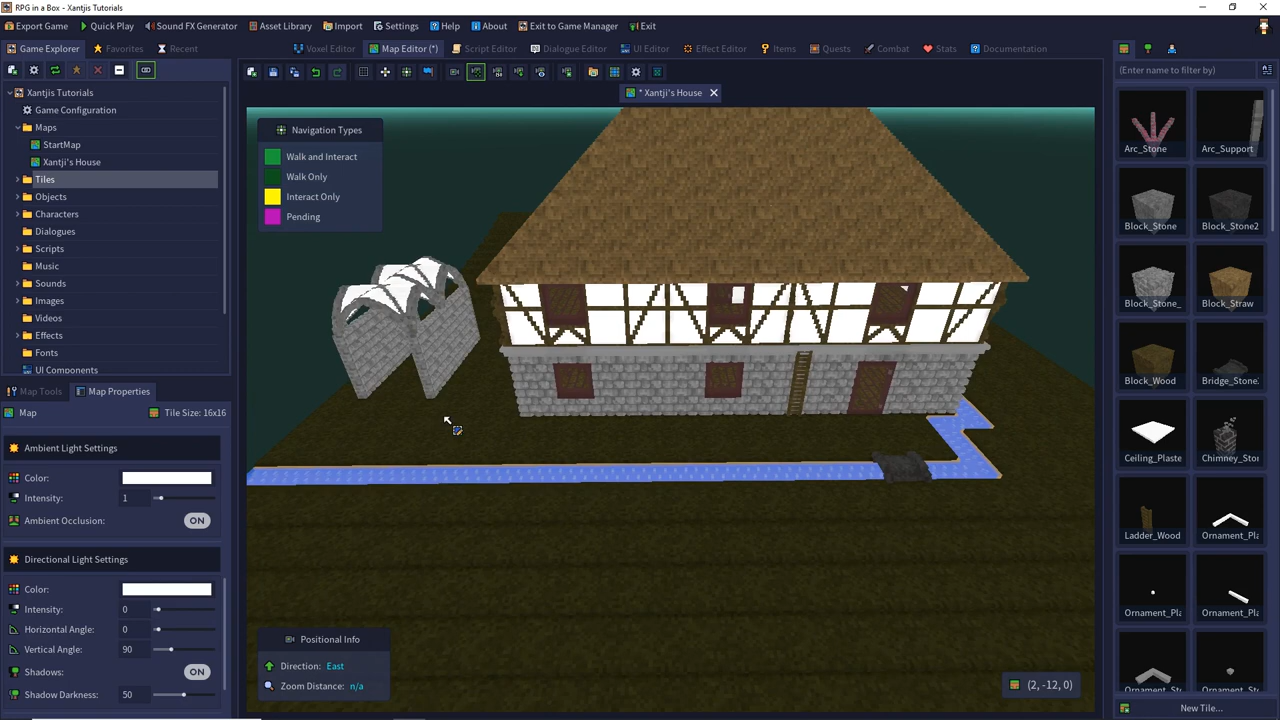 RPG in a Box - Xantjis Tutorials
Export Game Quick Play Sound FX Generator Asset Library Import Settings Help About Exit to Game Manager Exit
Game Explorer Favorites Recent Voxel Editor Map Editor (*) Script Editor Dialogue Editor UI Editor Effect Editor Items Quests Combat Stats Documentation
(Enter name to filter by)
* Xantji's House
Xantjis Tutorials
Game Configuration
Maps
StartMap
Xantji's House
Tiles
Objects
Characters
Dialogues
Scripts
Music
Sounds
Images
Videos
Effects
Fonts
UI Components
Map Tools Map Properties
Map Tile Size: 16x16
Ambient Light Settings
Color:
Intensity: 1
Ambient Occlusion: ON
Directional Light Settings
Color:
Intensity: 0
Horizontal Angle: 0
Vertical Angle: 90
Shadows: ON
Shadow Darkness: 50
Navigation Types
Walk and Interact
Walk Only
Interact Only
Pending
Positional Info
Direction: East
Zoom Distance: n/a
(2, -12, 0)
Arc_Stone Arc_Support
Block_Stone Block_Stone2
Block_Stone_ Block_Straw
Block_Wood Bridge_Stone
Ceiling_Plaste Chimney_Stor
Ladder_Wood Ornament_Pla
Ornament_Pla Ornament_Pla
Ornament_Sto Ornament_Sto
New Tile...